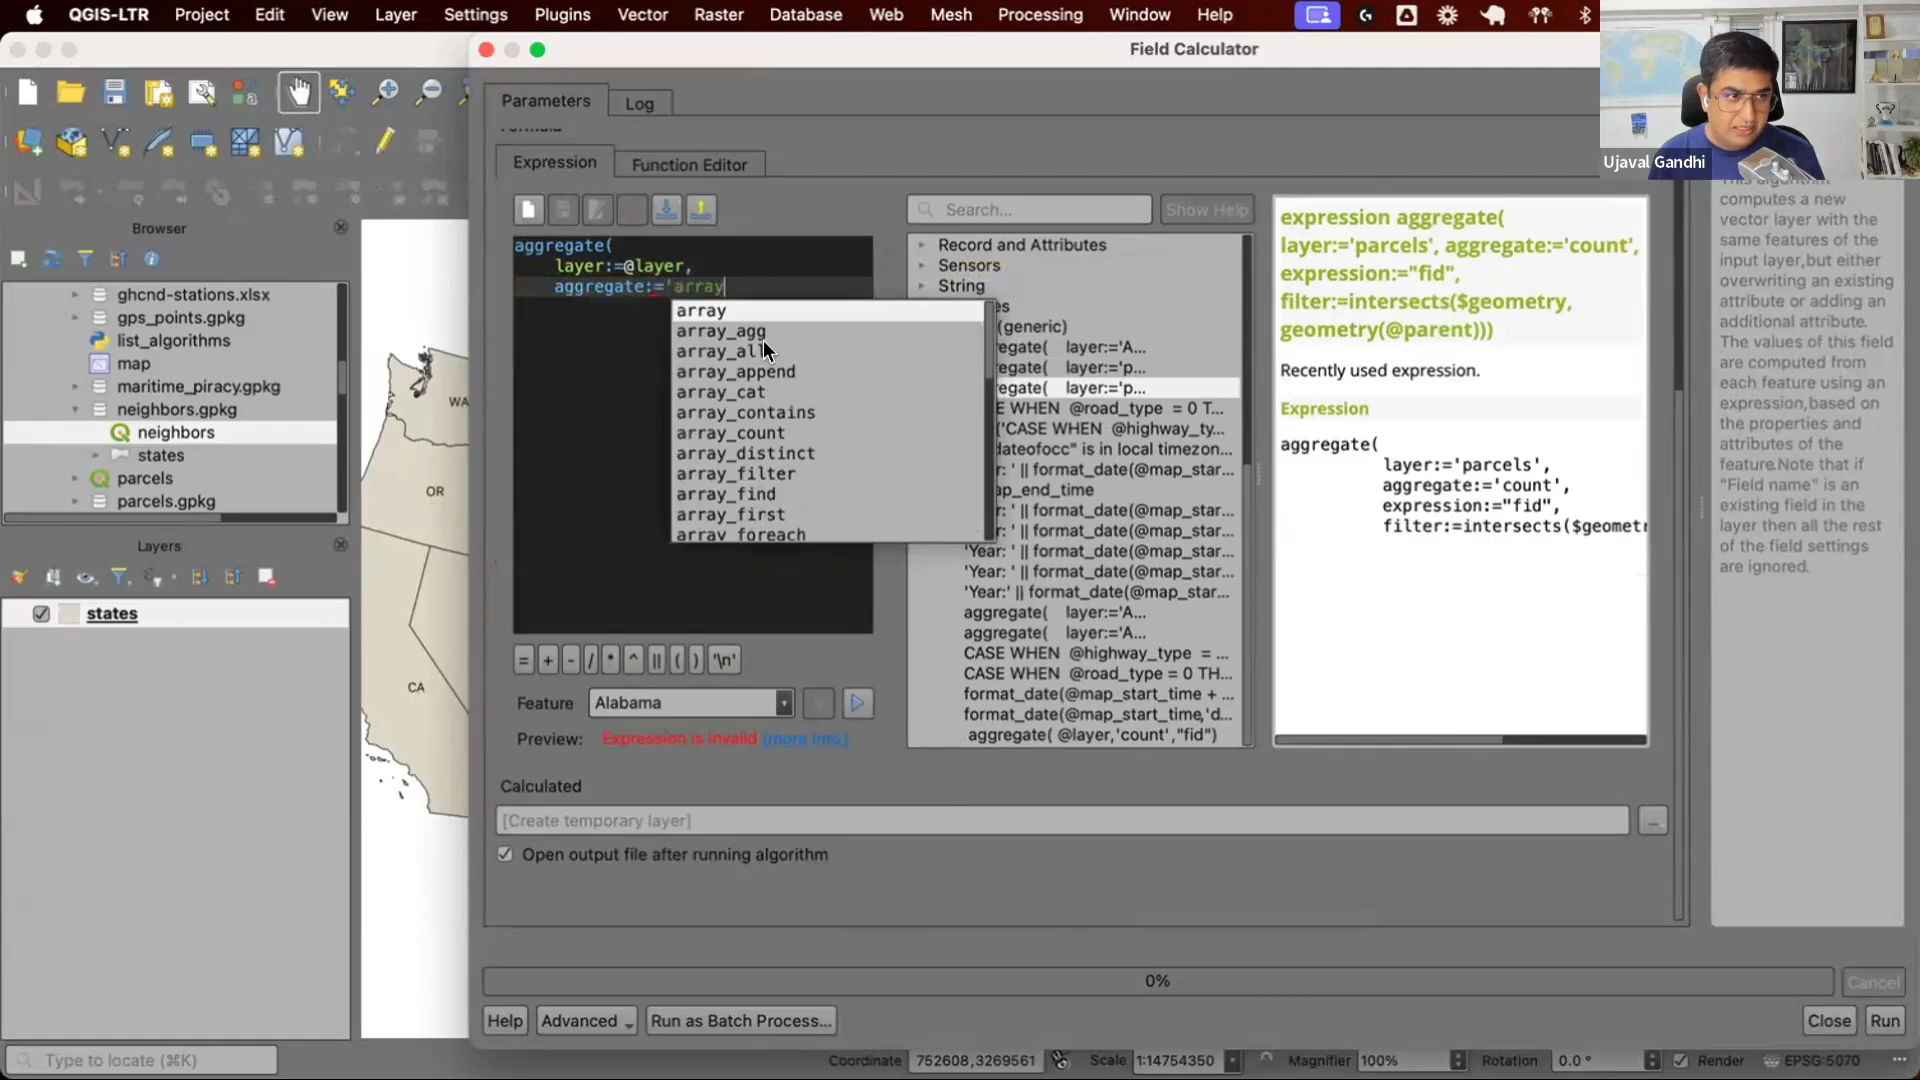 QGIS-LTR Project Edit View Layer Settings Plugins Vector Raster Database Web Mesh Processing Window Help
Field Calculator
Ujaval Gandhi
Parameters Log
Expression Function Editor
Search...
Show Help
aggregate(
layer:=@layer,
aggregate:='array
array
array_agg
array_all
array_append
array_cat
array_contains
array_count
array_distinct
array_filter
array_find
array_first
array_foreach
= + - / * ^ || ( ) '\n'
Feature Alabama
Preview: Expression is invalid (more info)
Record and Attributes
Sensors
String
(generic)
regate( layer:='A...
regate( layer:='p...
regate( layer:='p...
E WHEN @road_type = 0 T...
('CASE WHEN @highway_ty...
dateofocc" is in local timezon...
r: ' || format_date(@map_star...
ap_end_time
r: ' || format_date(@map_star...
r: ' || format_date(@map_star...
'Year: ' || format_date(@map_star...
'Year: ' || format_date(@map_star...
'Year:' || format_date(@map_star...
aggregate( layer:='A...
aggregate( layer:='A...
CASE WHEN @highway_type = ...
CASE WHEN @road_type = 0 TH...
format_date(@map_start_time + ...
format_date(@map_start_time,'d...
aggregate( @layer,'count',"fid")
expression aggregate(
layer:='parcels', aggregate:='count',
expression:="fid",
filter:=intersects($geometry,
geometry(@parent)))
Recently used expression.
Expression
aggregate(
layer:='parcels',
aggregate:='count',
expression:="fid",
filter:=intersects($geometr
This algorithm
computes a new
vector layer with the
same features of the
input layer,but either
overwriting an existing
attribute or adding an
additional attribute.
The values of this field
are computed from
each feature using an
expression,based on
the properties and
attributes of the
feature.Note that if
"Field name" is an
existing field in the
layer then all the rest
of the field settings
are ignored.
Calculated
[Create temporary layer]
...
Open output file after running algorithm
0%
Cancel
Help Advanced Run as Batch Process... Close Run
Browser
ghcnd-stations.xlsx
gps_points.gpkg
list_algorithms
map
maritime_piracy.gpkg
neighbors.gpkg
neighbors
states
parcels
parcels.gpkg
Layers
states
WA
OR
CA
Type to locate (⌘K)
Coordinate 752608,3269561 Scale 1:14754350 Magnifier 100% Rotation 0.0 ° Render EPSG:5070